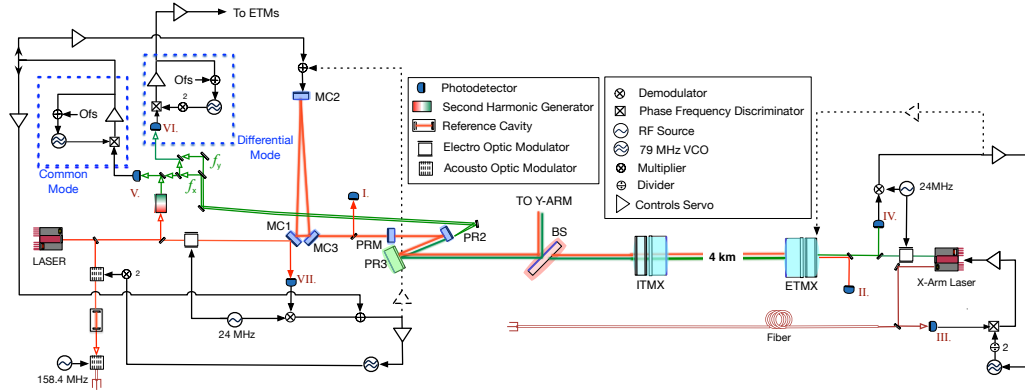 To ETMs
Ofs
2
VI.
Differential
Mode
Ofs
Common
Mode
V.
f_y
f_x
MC2
Photodetector
Second Harmonic Generator
Reference Cavity
Electro Optic Modulator
Acousto Optic Modulator
Demodulator
Phase Frequency Discriminator
RF Source
79 MHz VCO
Multiplier
Divider
Controls Servo
I.
MC1
MC3
PRM
PR2
PR3
TO Y-ARM
BS
ITMX
4 km
ETMX
24MHz
IV.
II.
X-Arm Laser
LASER
VII.
2
24 MHz
158.4 MHz
Fiber
III.
2